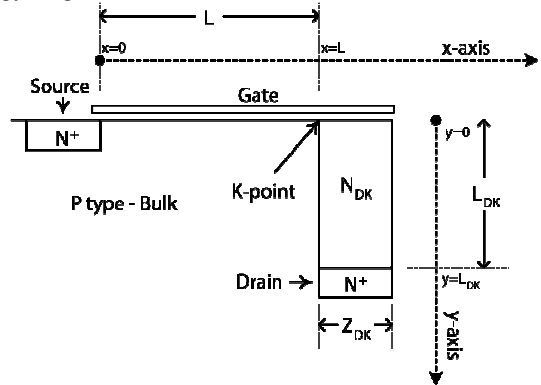 L
x=0
x=L
x-axis
Source
Gate
y=0
N+
P type - Bulk
K-point
NDK
LDK
Drain
N+
y=LDK
ZDK
y-axis